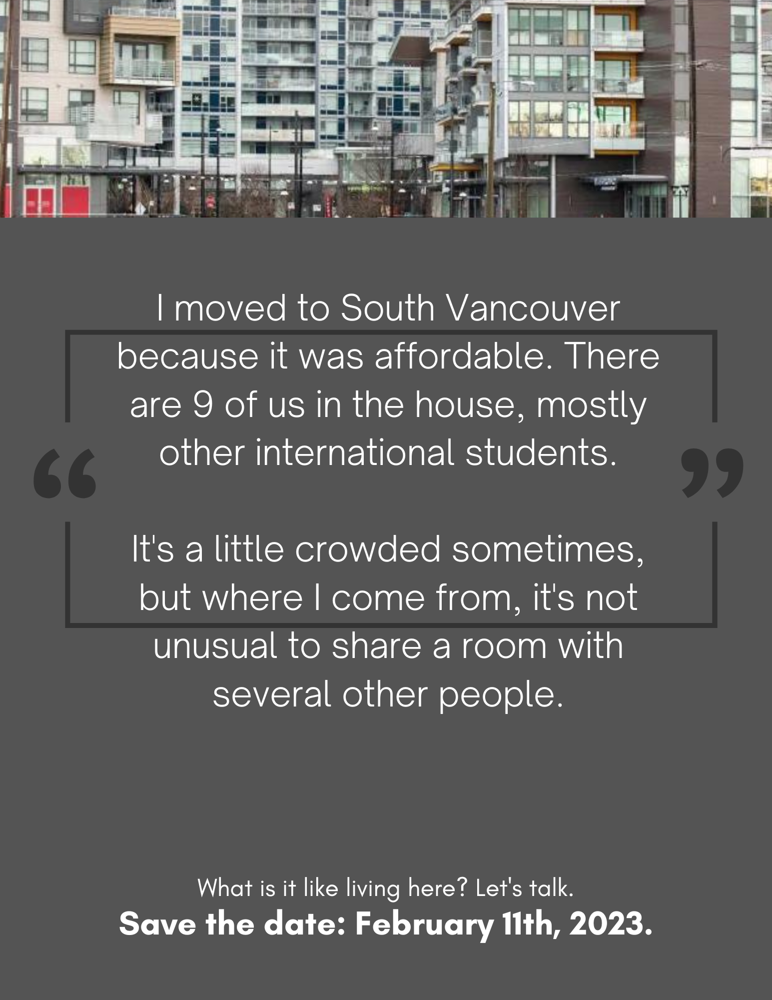 I moved to South Vancouver
because it was affordable. There
are 9 of us in the house, mostly
other international students.
“ ”
It's a little crowded sometimes,
but where I come from, it's not
unusual to share a room with
several other people.
What is it like living here? Let's talk.
Save the date: February 11th, 2023.